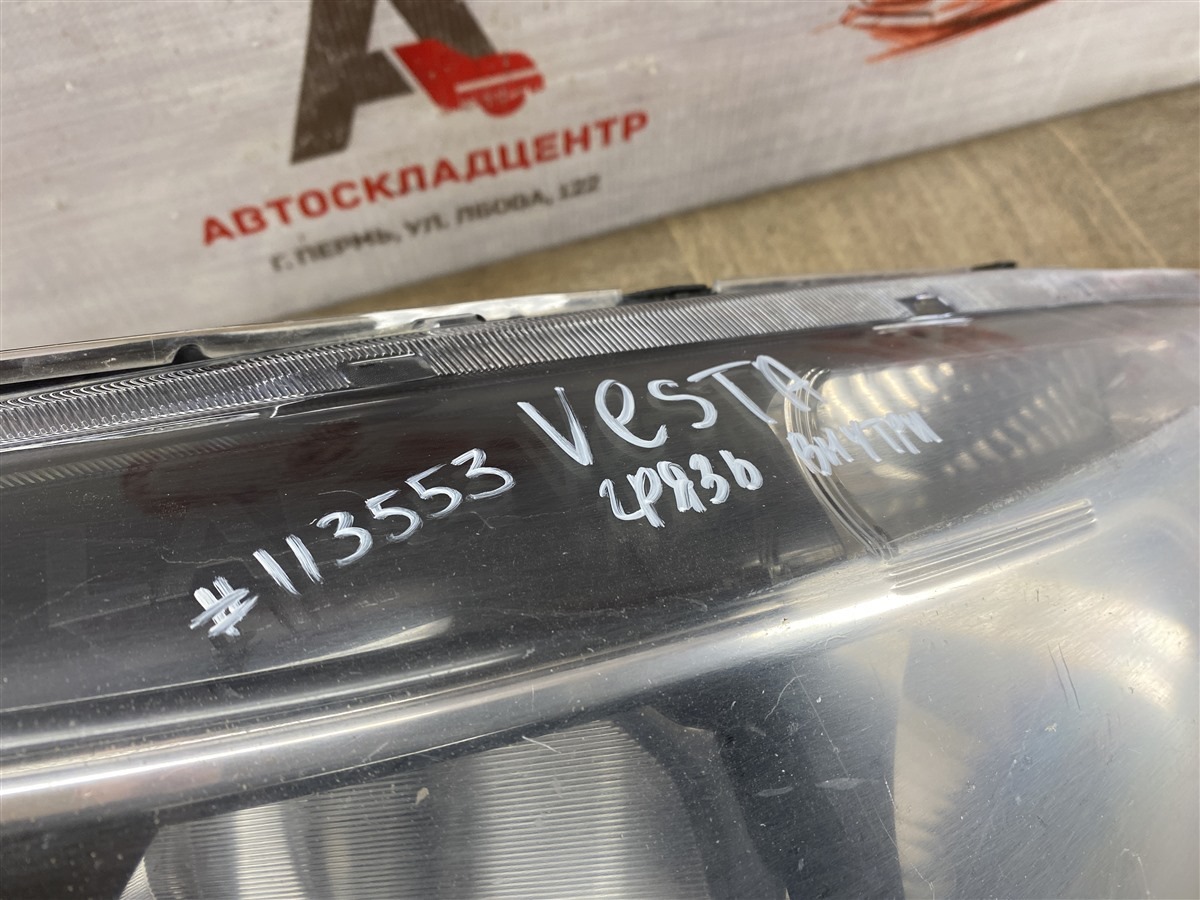 АВТОСКЛАДЦЕНТР
Г. ПЕРМЬ, УЛ. ЛЬВОВА, 122
#113553 VeSTA
грязь внутри